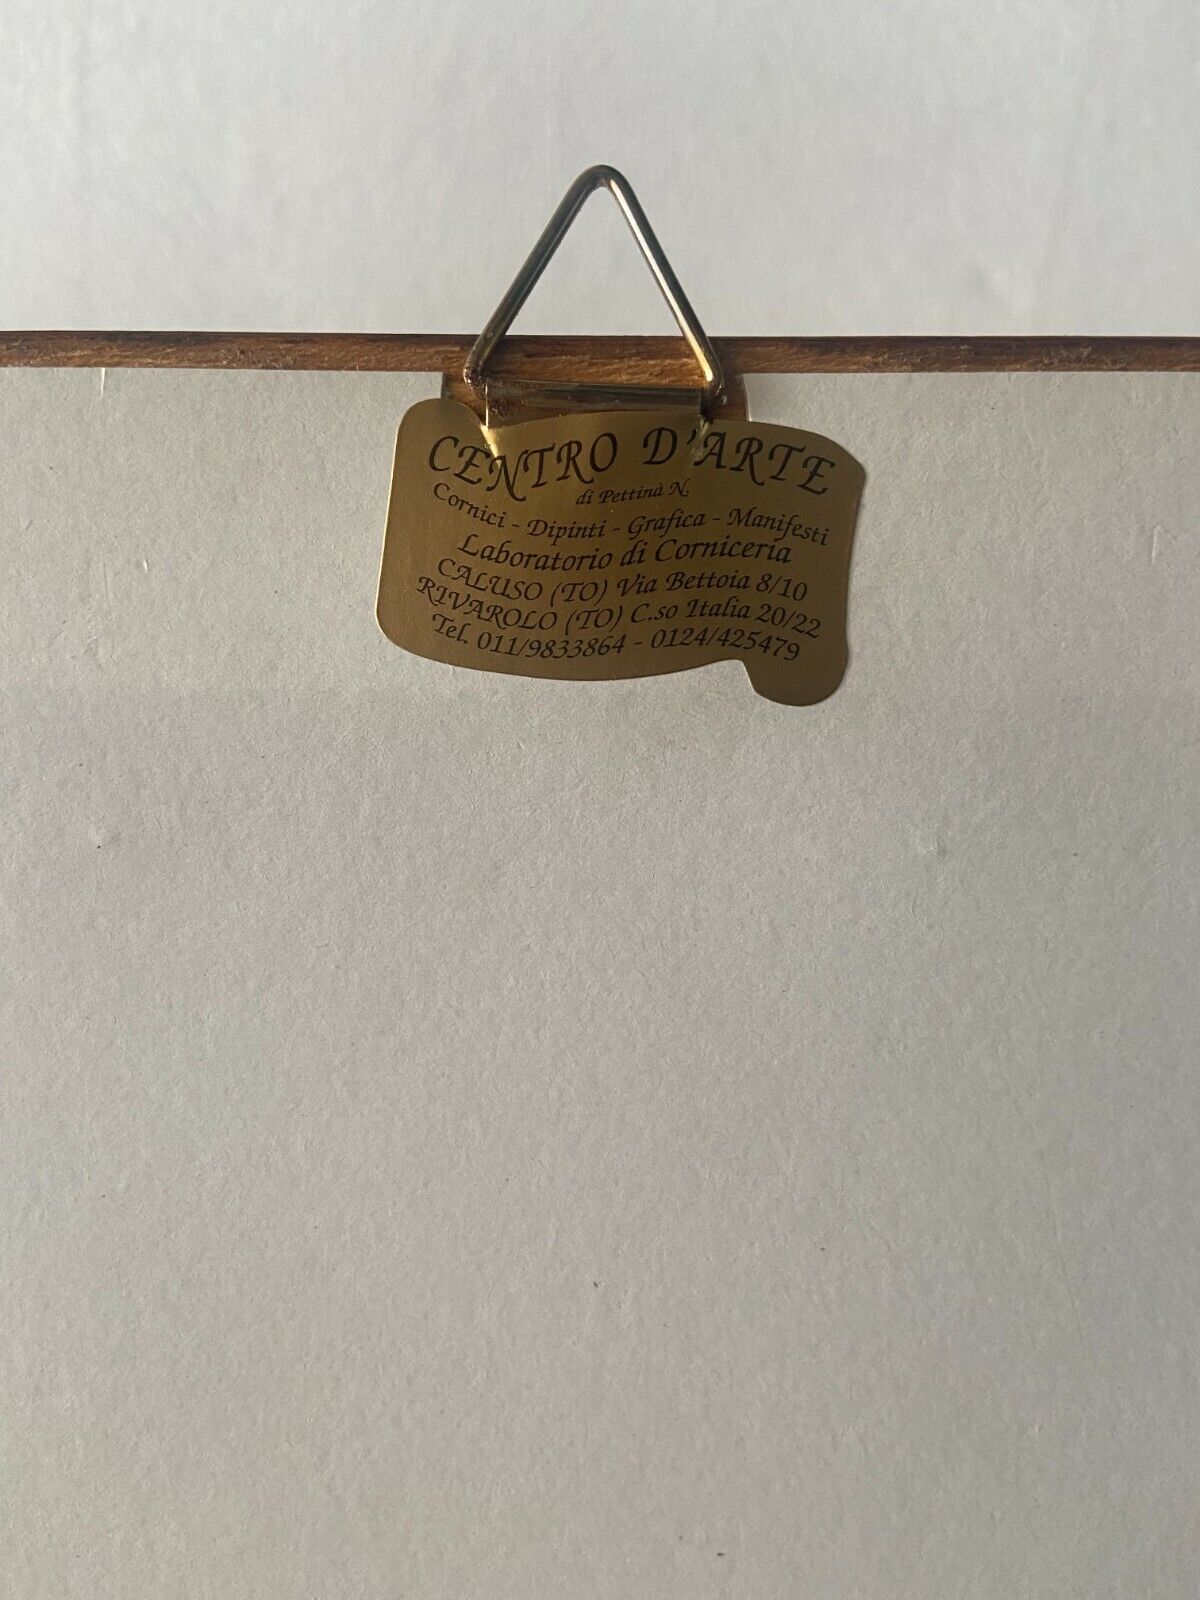 CENTRO D'ARTE
di Pettinà N.
Cornici - Dipinti - Grafica - Manifesti
Laboratorio di Corniceria
CALUSO (TO) Via Bettoia 8/10
RIVAROLO (TO) C.so Italia 20/22
Tel. 011/9833864 - 0124/425479